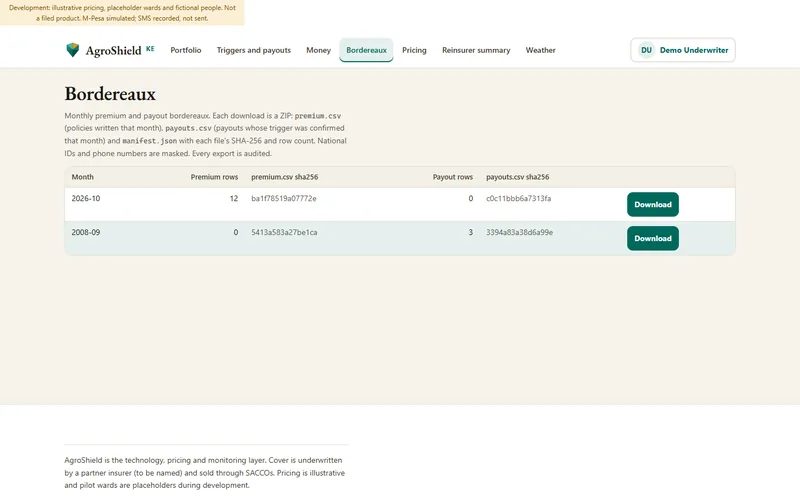 Development: illustrative pricing, placeholder wards and fictional people. Not
a filed product. M-Pesa simulated; SMS recorded, not sent.
AgroShield KE Portfolio Triggers and payouts Money Bordereaux Pricing Reinsurer summary Weather DU Demo Underwriter
Bordereaux
Monthly premium and payout bordereaux. Each download is a ZIP: premium.csv
(policies written that month), payouts.csv (payouts whose trigger was confirmed
that month) and manifest.json with each file's SHA-256 and row count. National
IDs and phone numbers are masked. Every export is audited.
Month Premium rows premium.csv sha256 Payout rows payouts.csv sha256
2026-10 12 ba1f78519a07772e 0 c0c11bbb6a7313fa Download
2008-09 0 5413a583a27be1ca 3 3394a83a38d6a99e Download
AgroShield is the technology, pricing and monitoring layer. Cover is underwritten
by a partner insurer (to be named) and sold through SACCOs. Pricing is illustrative
and pilot wards are placeholders during development.